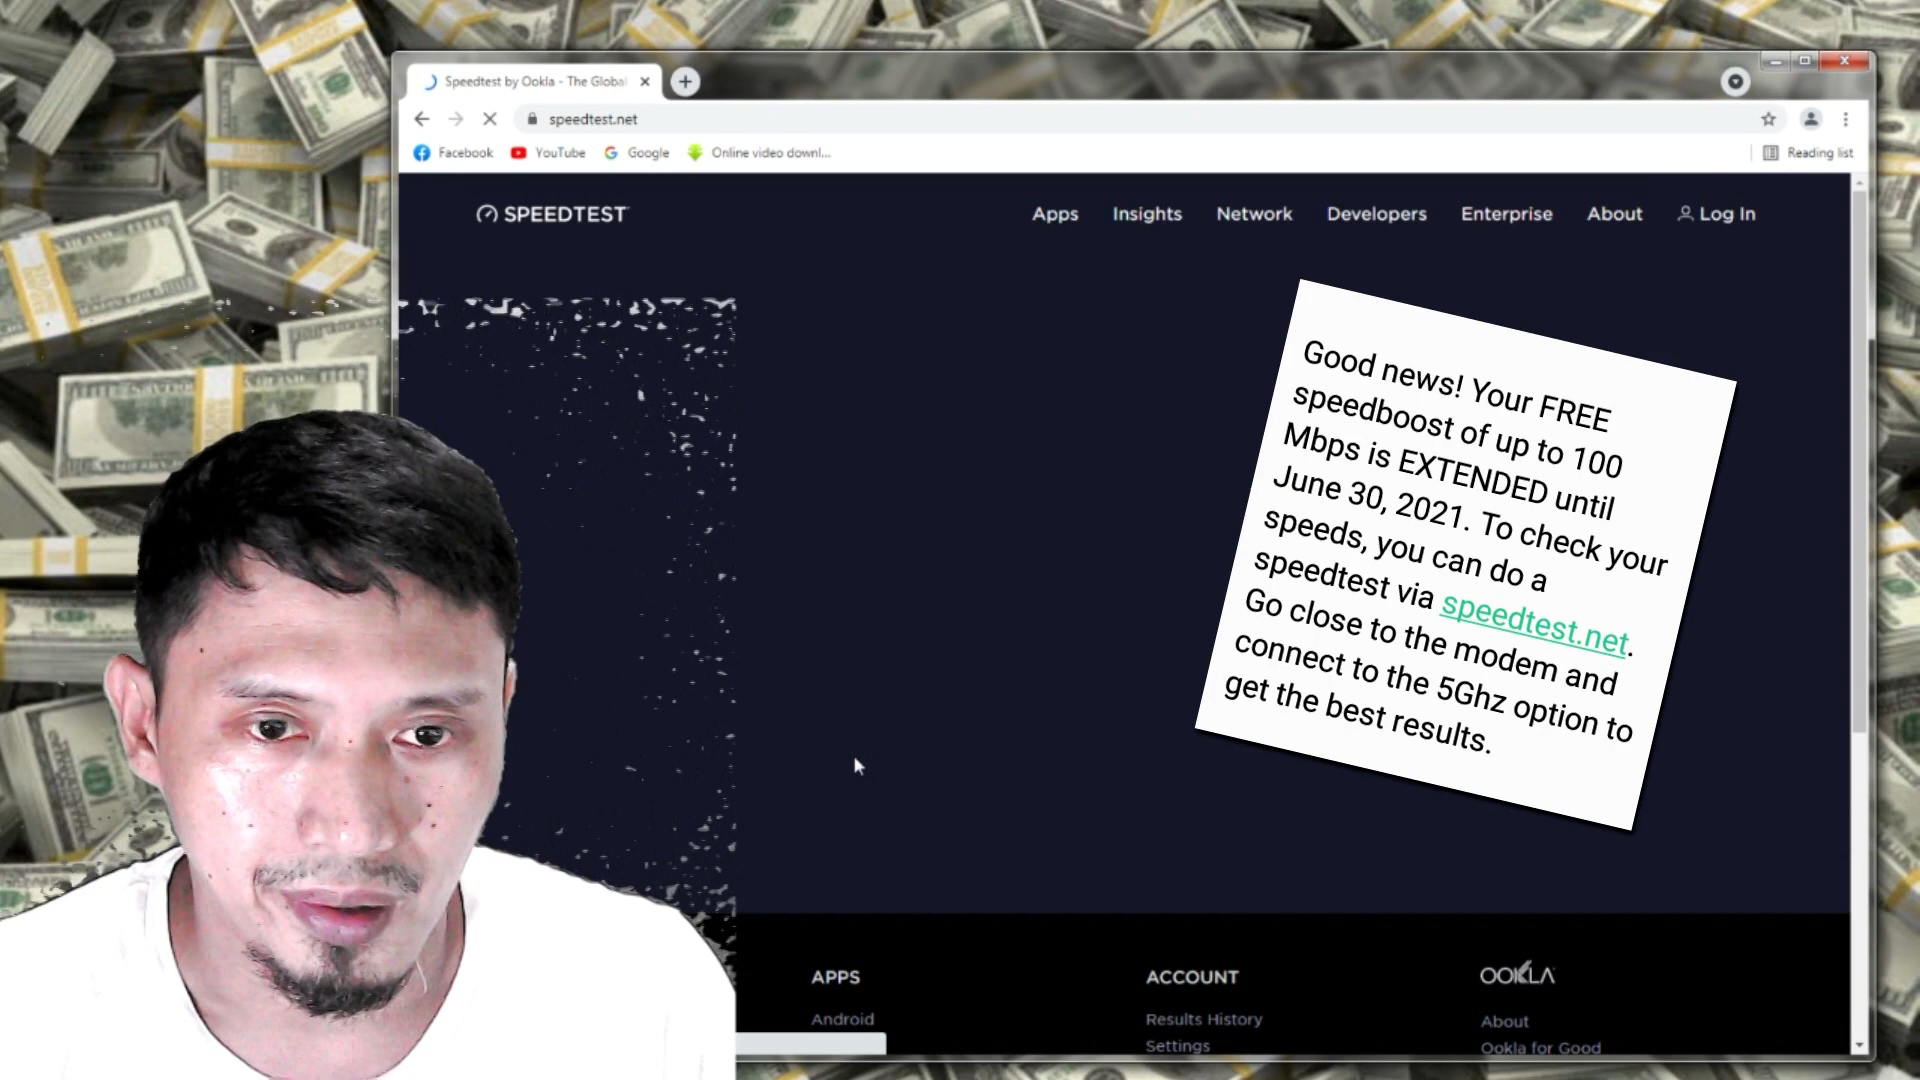 Speedtest by Ookla - The Global
speedtest.net
Facebook YouTube Google Online video downl... Reading list
SPEEDTEST Apps Insights Network Developers Enterprise About Log In
Good news! Your FREE
speedboost of up to 100
Mbps is EXTENDED until
June 30, 2021. To check your
speeds, you can do a
speedtest via speedtest.net.
Go close to the modem and
connect to the 5Ghz option to
get the best results.
APPS ACCOUNT OOKLA
Android Results History About
Settings Ookla for Good